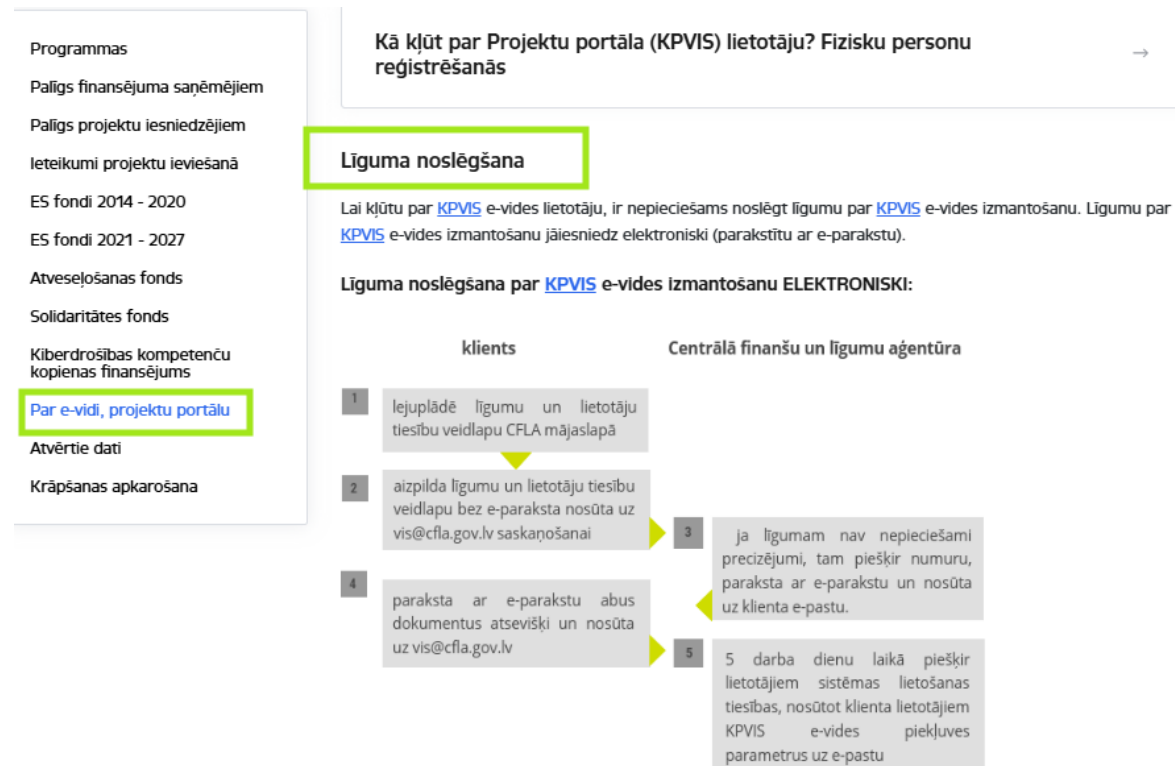 Programmas
Palīgs finansējuma saņēmējiem
Palīgs projektu iesniedzējiem
Ieteikumi projektu ieviešanā
ES fondi 2014 - 2020
ES fondi 2021 - 2027
Atveseļošanas fonds
Solidaritātes fonds
Kiberdrošības kompetenču
kopienas finansējums
Par e-vidi, projektu portālu
Atvērtie dati
Krāpšanas apkarošana
Kā kļūt par Projektu portāla (KPVIS) lietotāju? Fizisku personu
reģistrēšanās
→
Līguma noslēgšana
Lai kļūtu par KPVIS e-vides lietotāju, ir nepieciešams noslēgt līgumu par KPVIS e-vides izmantošanu. Līgumu par
KPVIS e-vides izmantošanu jāiesniedz elektroniski (parakstītu ar e-parakstu).
Līguma noslēgšana par KPVIS e-vides izmantošanu ELEKTRONISKI:
klients
Centrālā finanšu un līgumu aģentūra
1
lejuplādē līgumu un lietotāju
tiesību veidlapu CFLA mājaslapā
2
aizpilda līgumu un lietotāju tiesību
veidlapu bez e-paraksta nosūta uz
vis@cfla.gov.lv saskaņošanai
3
ja līgumam nav nepieciešami
precizējumi, tam piešķir numuru,
paraksta ar e-parakstu un nosūta
uz klienta e-pastu.
4
paraksta ar e-parakstu abus
dokumentus atsevišķi un nosūta
uz vis@cfla.gov.lv
5
5 darba dienu laikā piešķir
lietotājiem sistēmas lietošanas
tiesības, nosūtot klienta lietotājiem
KPVIS e-vides piekļuves
parametrus uz e-pastu